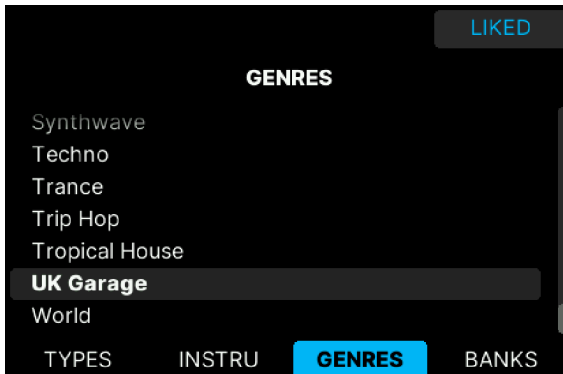 LIKED
GENRES
Synthwave
Techno
Trance
Trip Hop
Tropical House
UK Garage
World
TYPES INSTRU GENRES BANKS